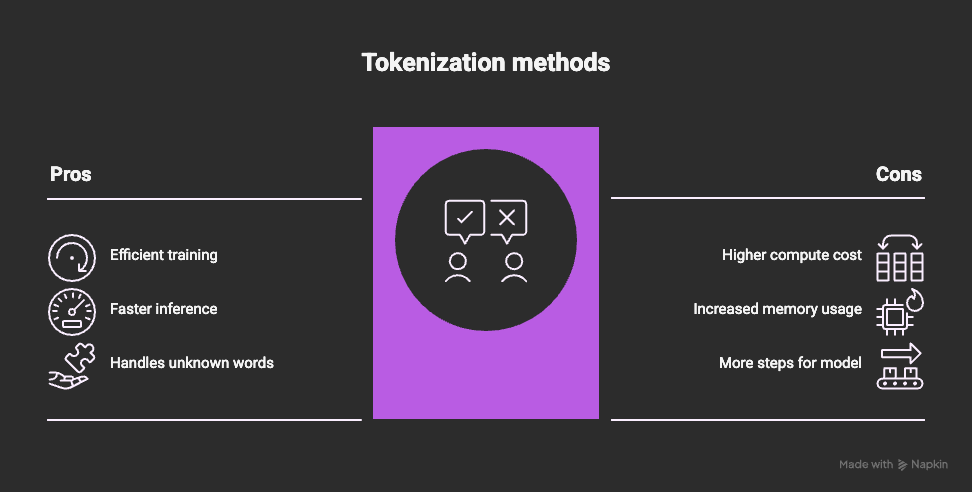 Tokenization methods
Pros
Efficient training
Faster inference
Handles unknown words
Cons
Higher compute cost
Increased memory usage
More steps for model
Made with Napkin